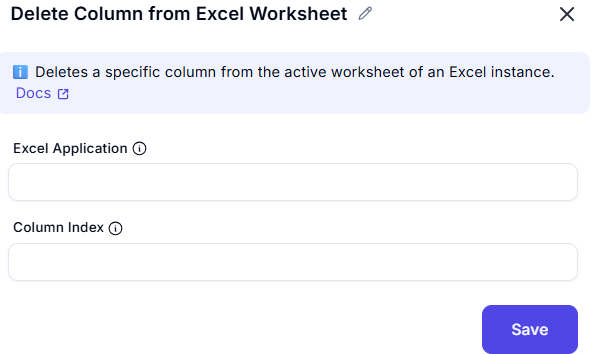 Delete Column from Excel Worksheet
Deletes a specific column from the active worksheet of an Excel instance.
Docs
Excel Application
Column Index
Save